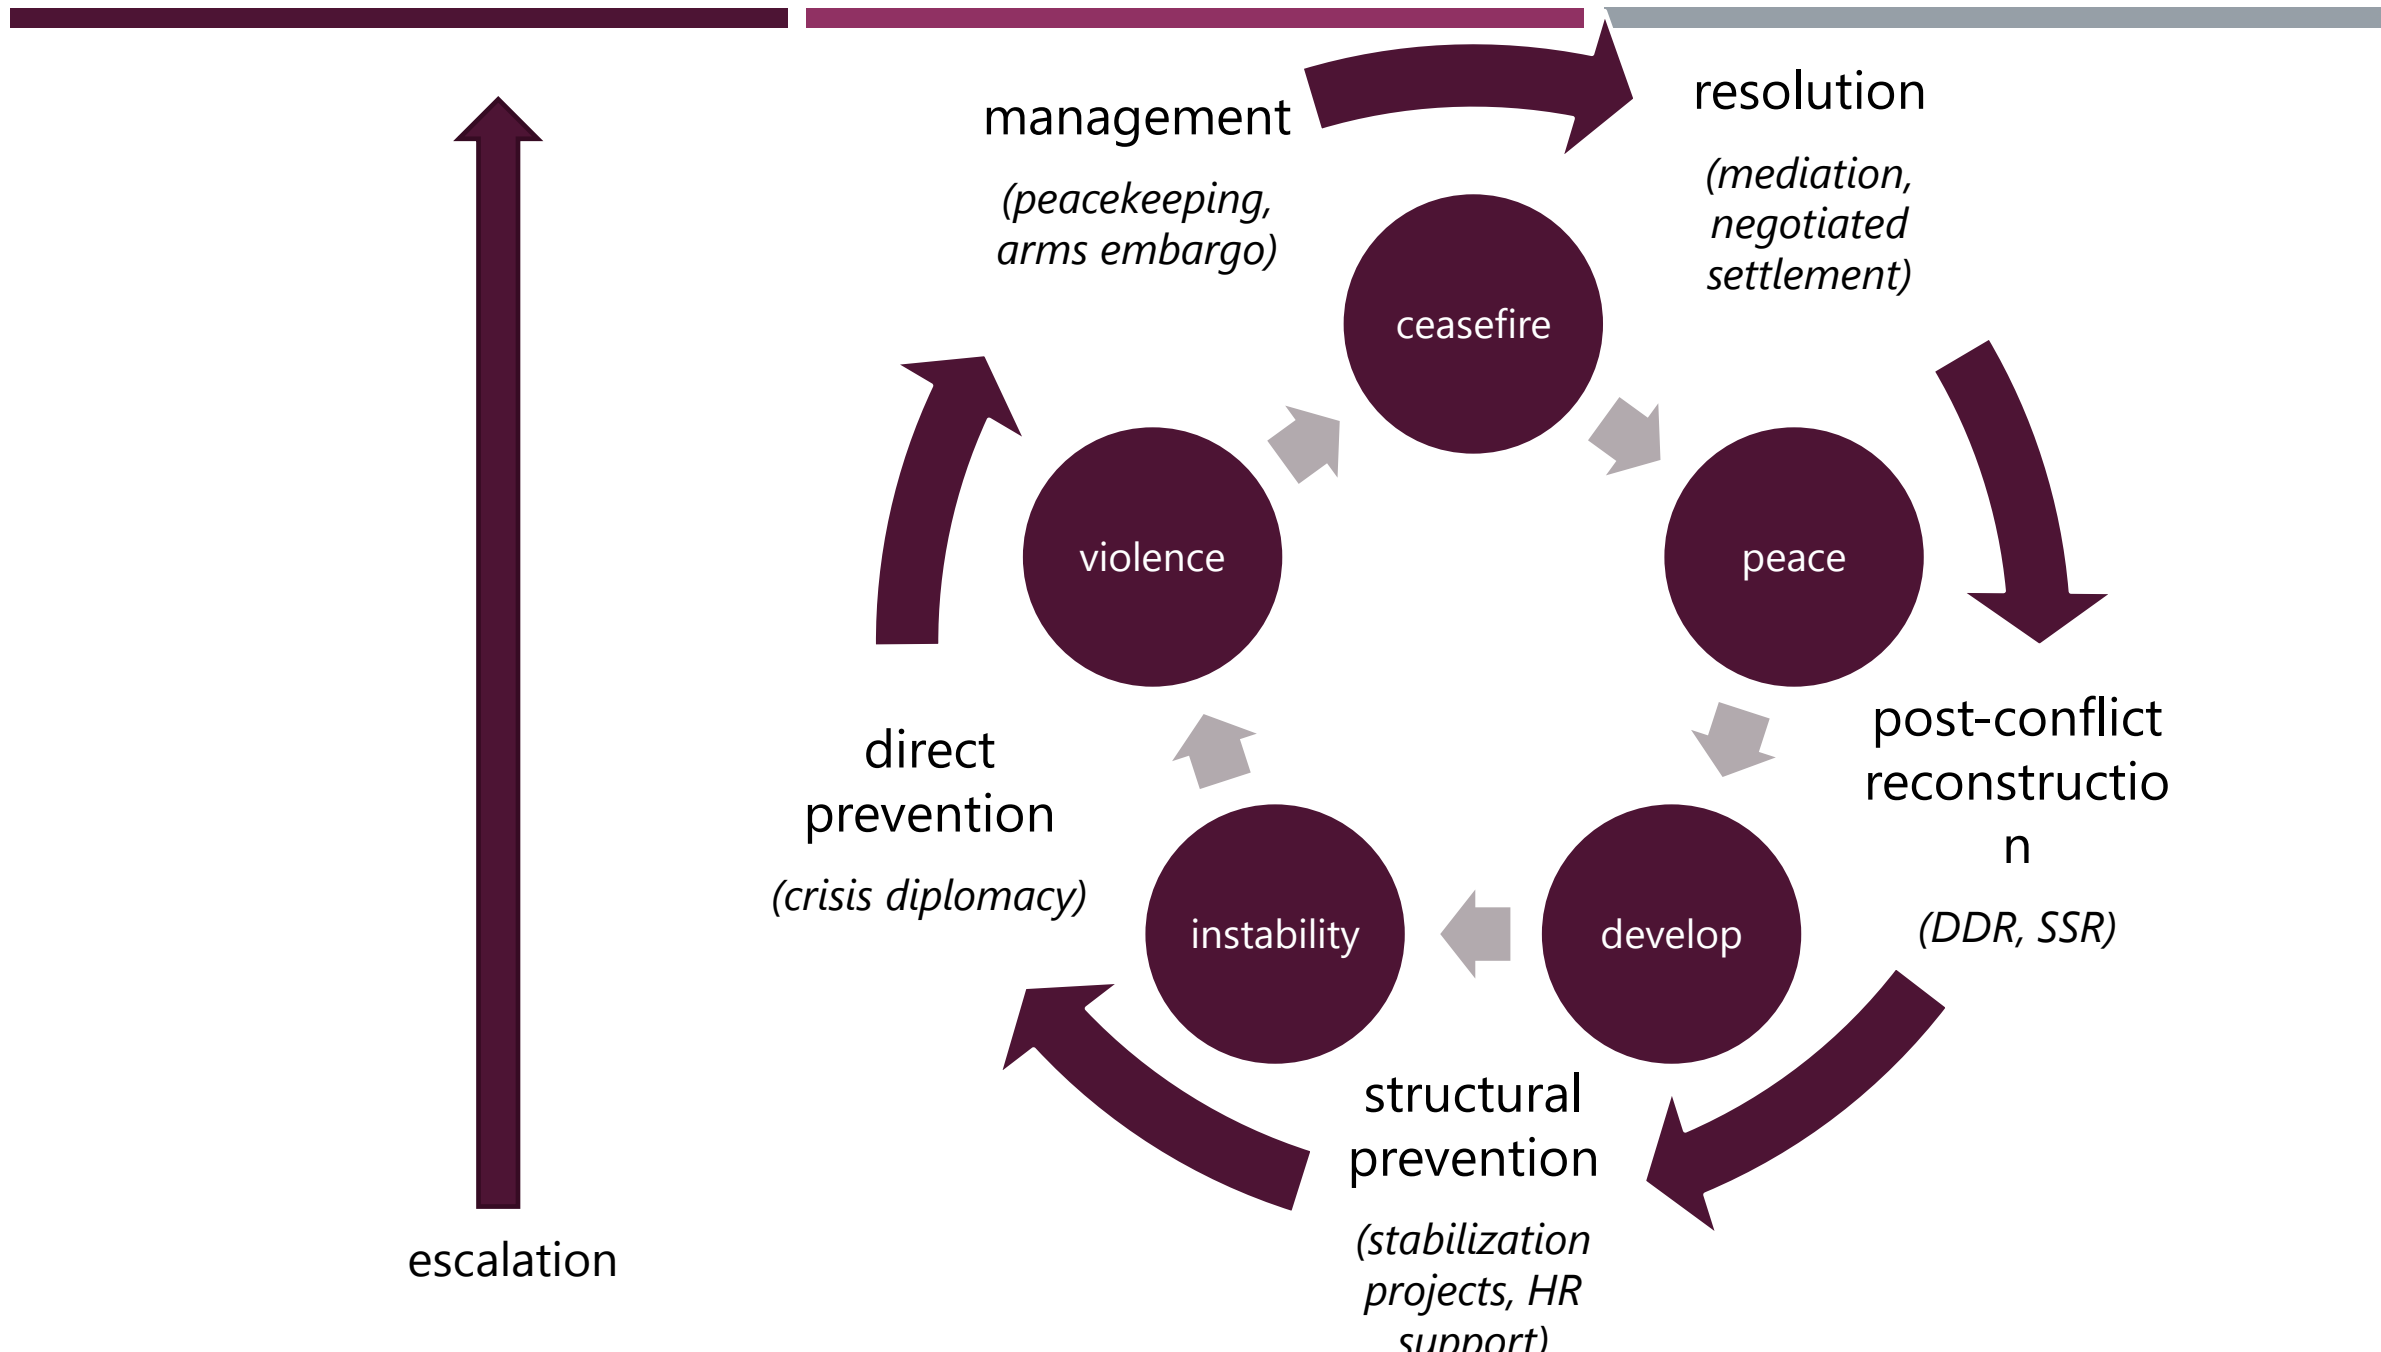 management
(peacekeeping,
arms embargo)
resolution
(mediation,
negotiated
settlement)
ceasefire
violence
peace
direct
prevention
(crisis diplomacy)
post-conflict
reconstructio
n
(DDR, SSR)
instability
develop
structural
prevention
(stabilization
projects, HR
support)
escalation